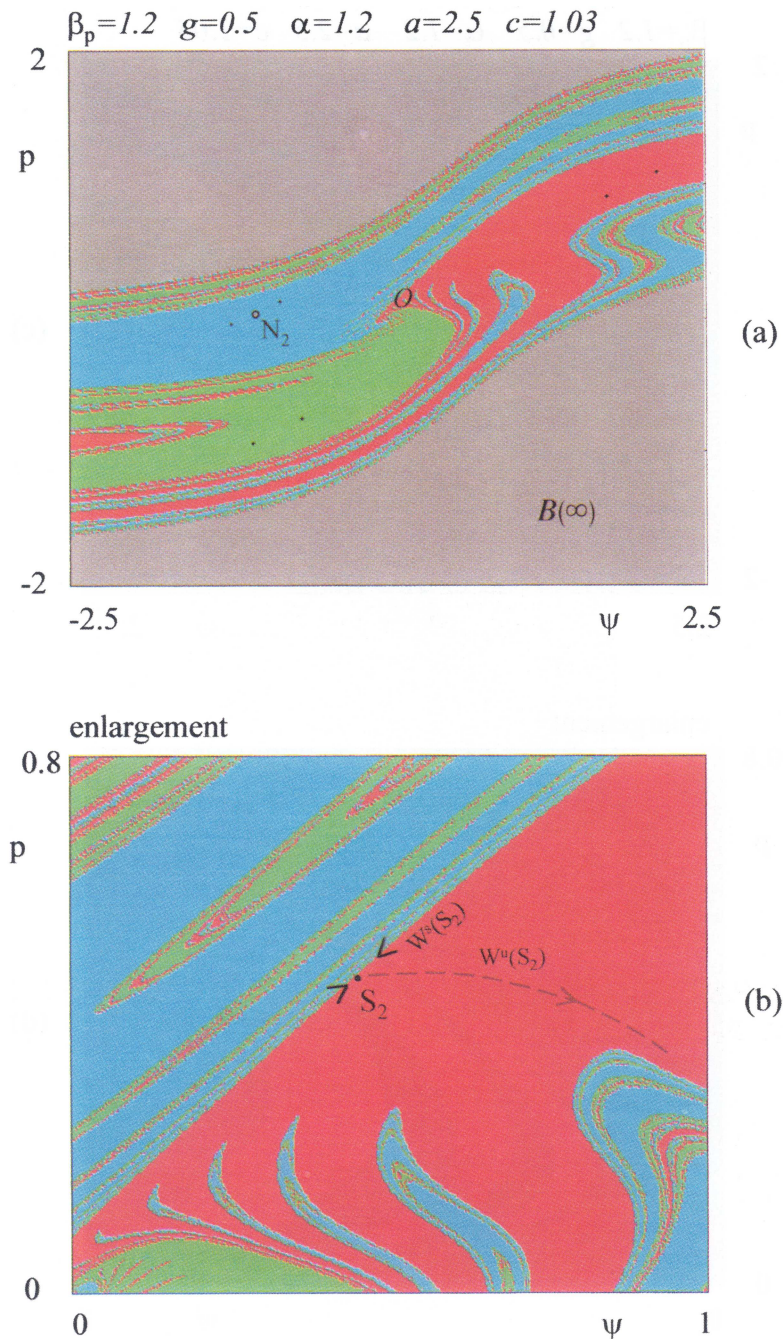 βp=1.2 g=0.5 α=1.2 a=2.5 c=1.03
2
p
O
N2
(a)
B(∞)
-2
-2.5 ψ 2.5
enlargement
0.8
p
Wˢ(S2)
Wᵘ(S2)
S2
(b)
0
0 ψ 1